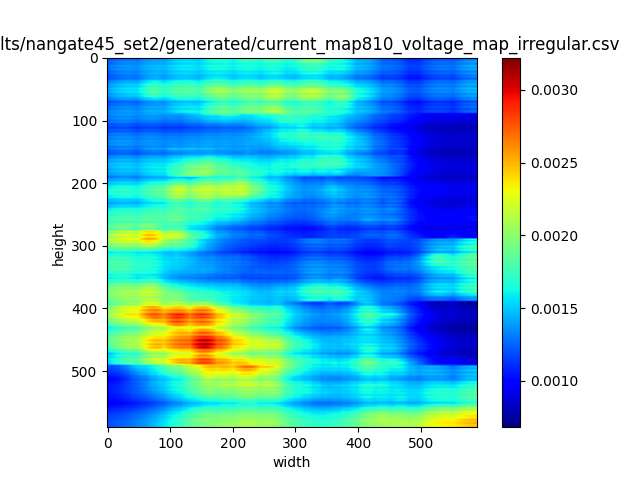 lts/nangate45_set2/generated/current_map810_voltage_map_irregular.csv
0
100
200
300
400
500
height
0 100 200 300 400 500
width
0.0030
0.0025
0.0020
0.0015
0.0010